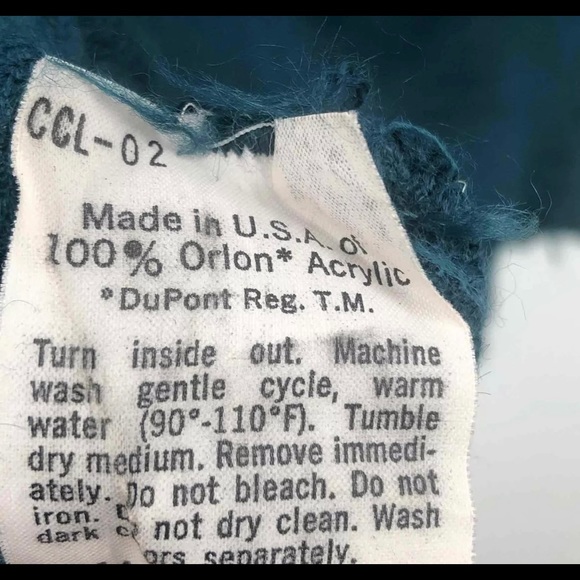 CCL-02
Made in U.S.A. of
100% Orlon* Acrylic
*DuPont Reg. T.M.
Turn inside out. Machine
wash gentle cycle, warm
water (90°-110°F). Tumble
dry medium. Remove immedi-
ately. Do not bleach. Do not
iron. not dry clean. Wash
dark separately.